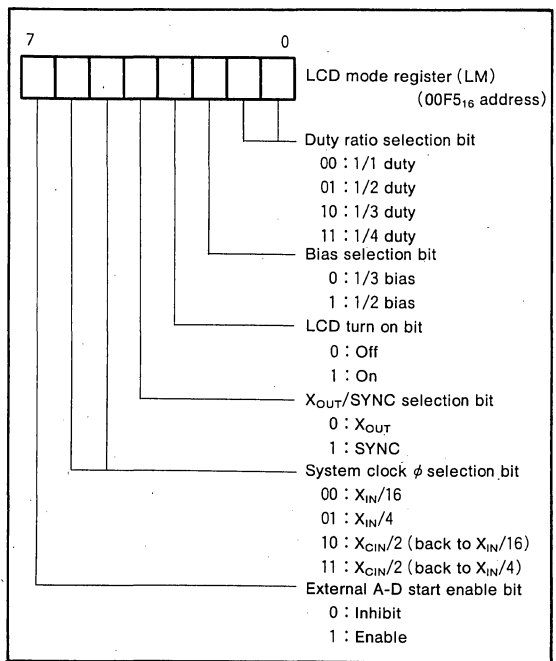 7 0
LCD mode register (LM)
(00F5₁₆ address)
Duty ratio selection bit
00 : 1/1 duty
01 : 1/2 duty
10 : 1/3 duty
11 : 1/4 duty
Bias selection bit
0 : 1/3 bias
1 : 1/2 bias
LCD turn on bit
0 : Off
1 : On
X_OUT/SYNC selection bit
0 : X_OUT
1 : SYNC
System clock ϕ selection bit
00 : X_IN/16
01 : X_IN/4
10 : X_CIN/2 (back to X_IN/16)
11 : X_CIN/2 (back to X_IN/4)
External A-D start enable bit
0 : Inhibit
1 : Enable